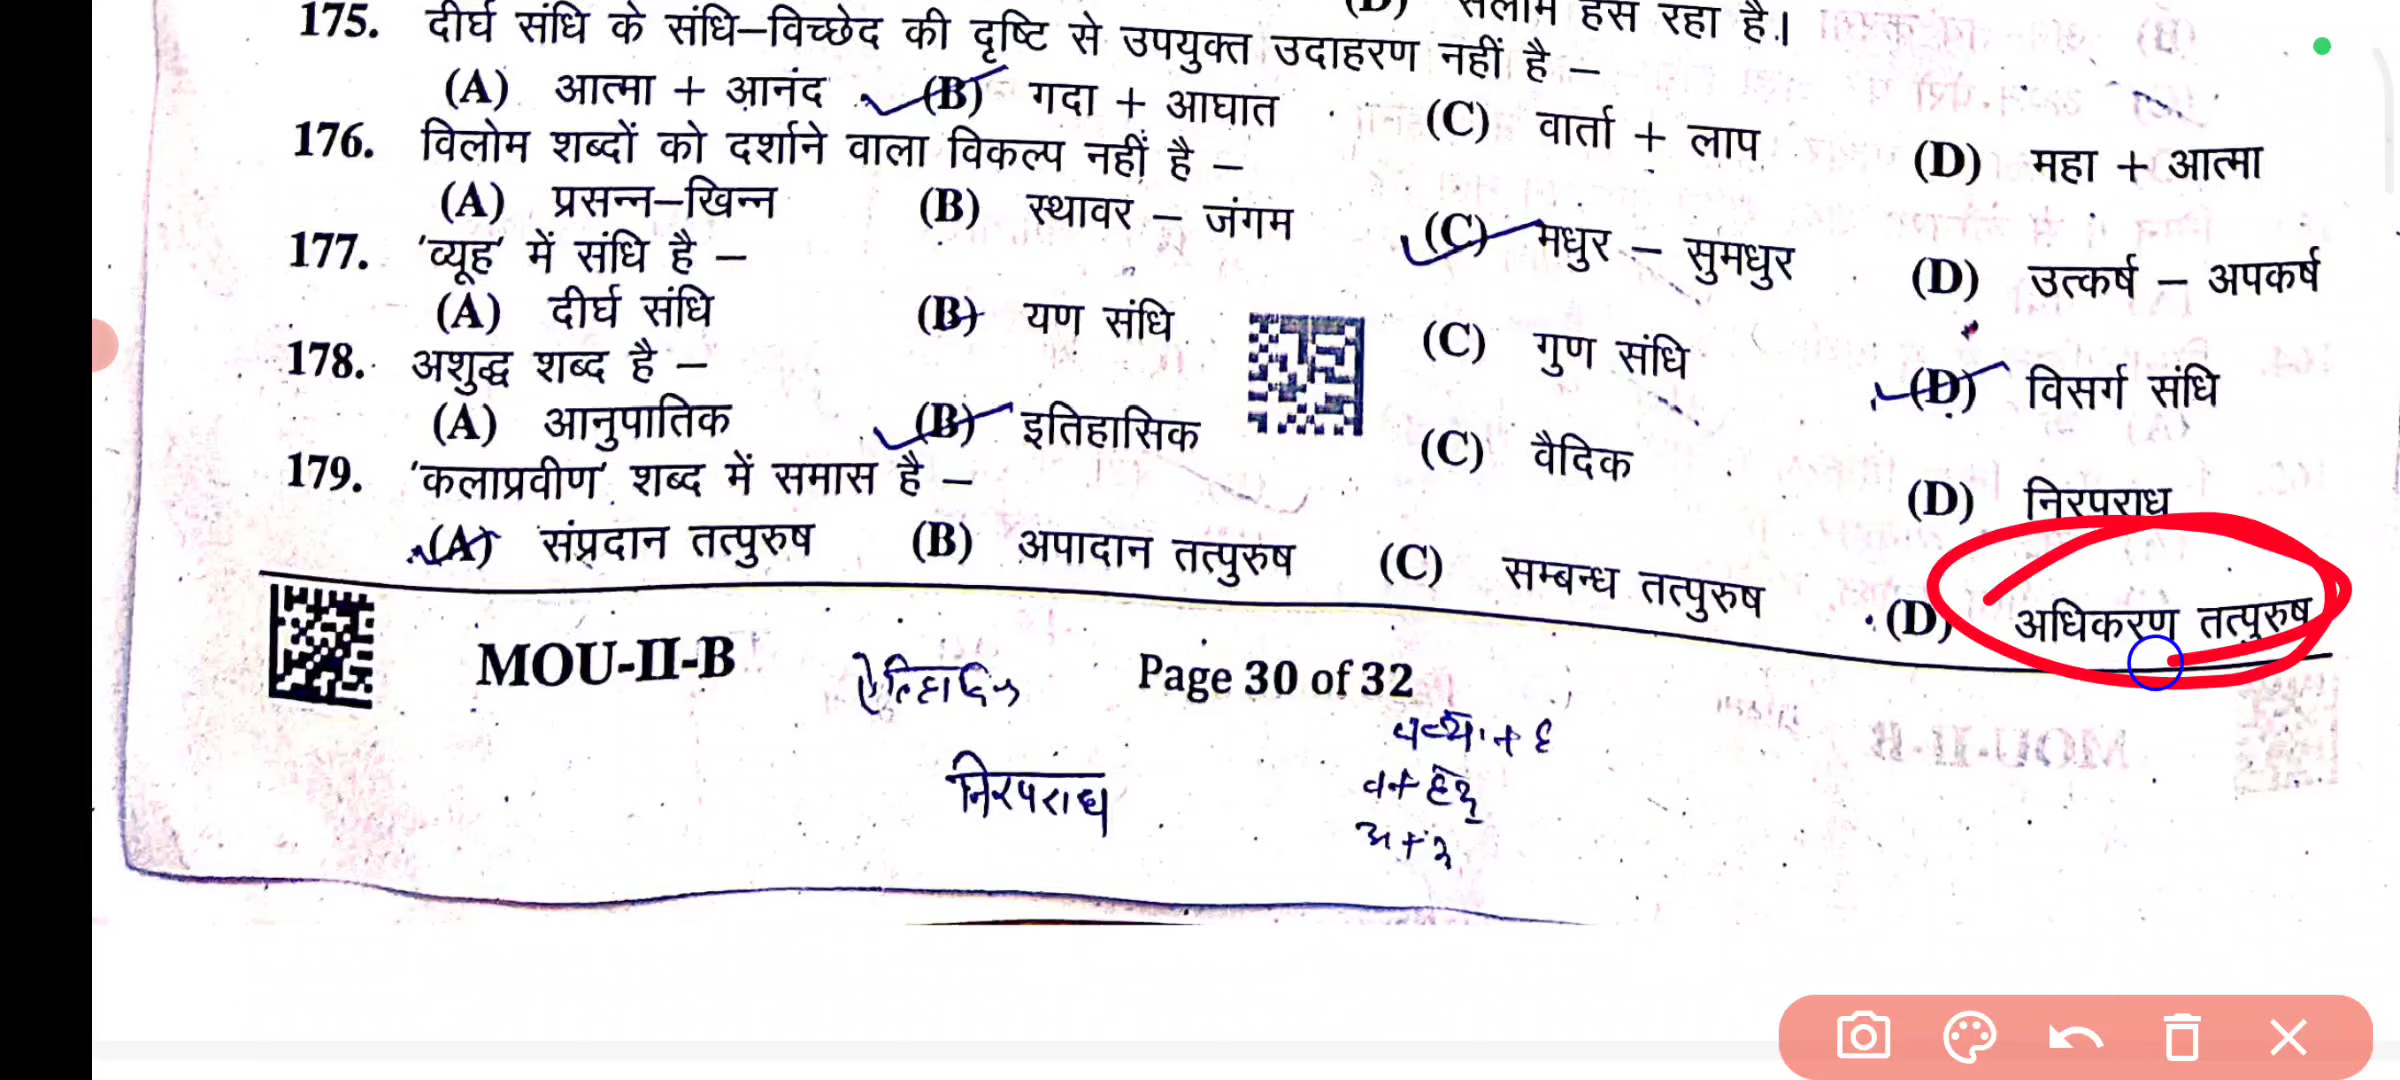 (D) सलीम हँस रहा है।
175. दीर्घ संधि के संधि–विच्छेद की दृष्टि से उपयुक्त उदाहरण नहीं है –
(A) आत्मा + आनंद (B) गदा + आघात (C) वार्ता + लाप (D) महा + आत्मा
176. विलोम शब्दों को दर्शाने वाला विकल्प नहीं है –
(A) प्रसन्न–खिन्न (B) स्थावर – जंगम (C) मधुर – सुमधुर (D) उत्कर्ष – अपकर्ष
177. 'व्यूह' में संधि है –
(A) दीर्घ संधि (B) यण संधि (C) गुण संधि (D) विसर्ग संधि
178. अशुद्ध शब्द है –
(A) आनुपातिक (B) इतिहासिक (C) वैदिक (D) निरपराध
179. 'कलाप्रवीण' शब्द में समास है –
(A) संप्रदान तत्पुरुष (B) अपादान तत्पुरुष (C) सम्बन्ध तत्पुरुष (D) अधिकरण तत्पुरुष
MOU-II-B Page 30 of 32
निरपराध